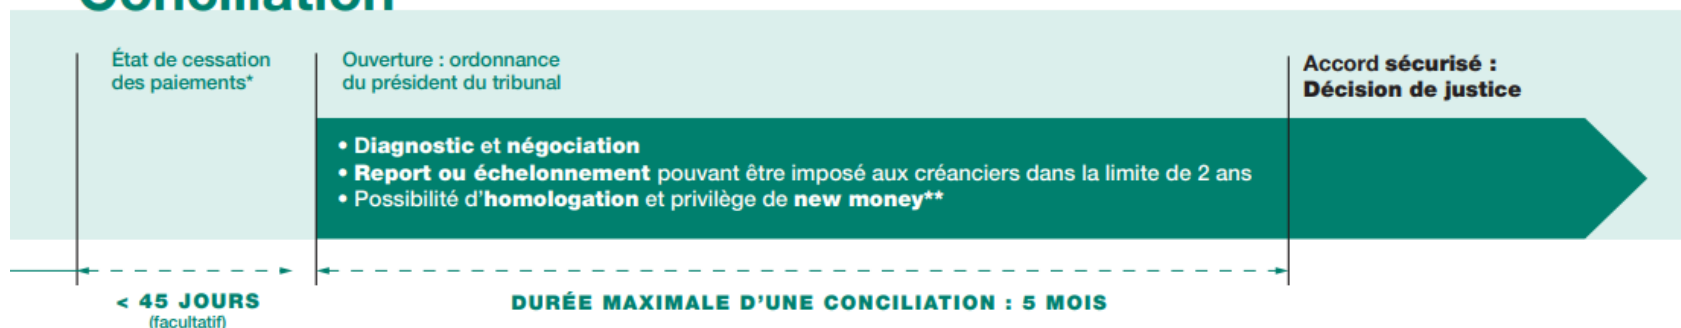 Conciliation
État de cessation
des paiements*
Ouverture : ordonnance
du président du tribunal
Accord sécurisé :
Décision de justice
• Diagnostic et négociation
• Report ou échelonnement pouvant être imposé aux créanciers dans la limite de 2 ans
• Possibilité d'homologation et privilège de new money**
< 45 JOURS
(facultatif)
DURÉE MAXIMALE D'UNE CONCILIATION : 5 MOIS